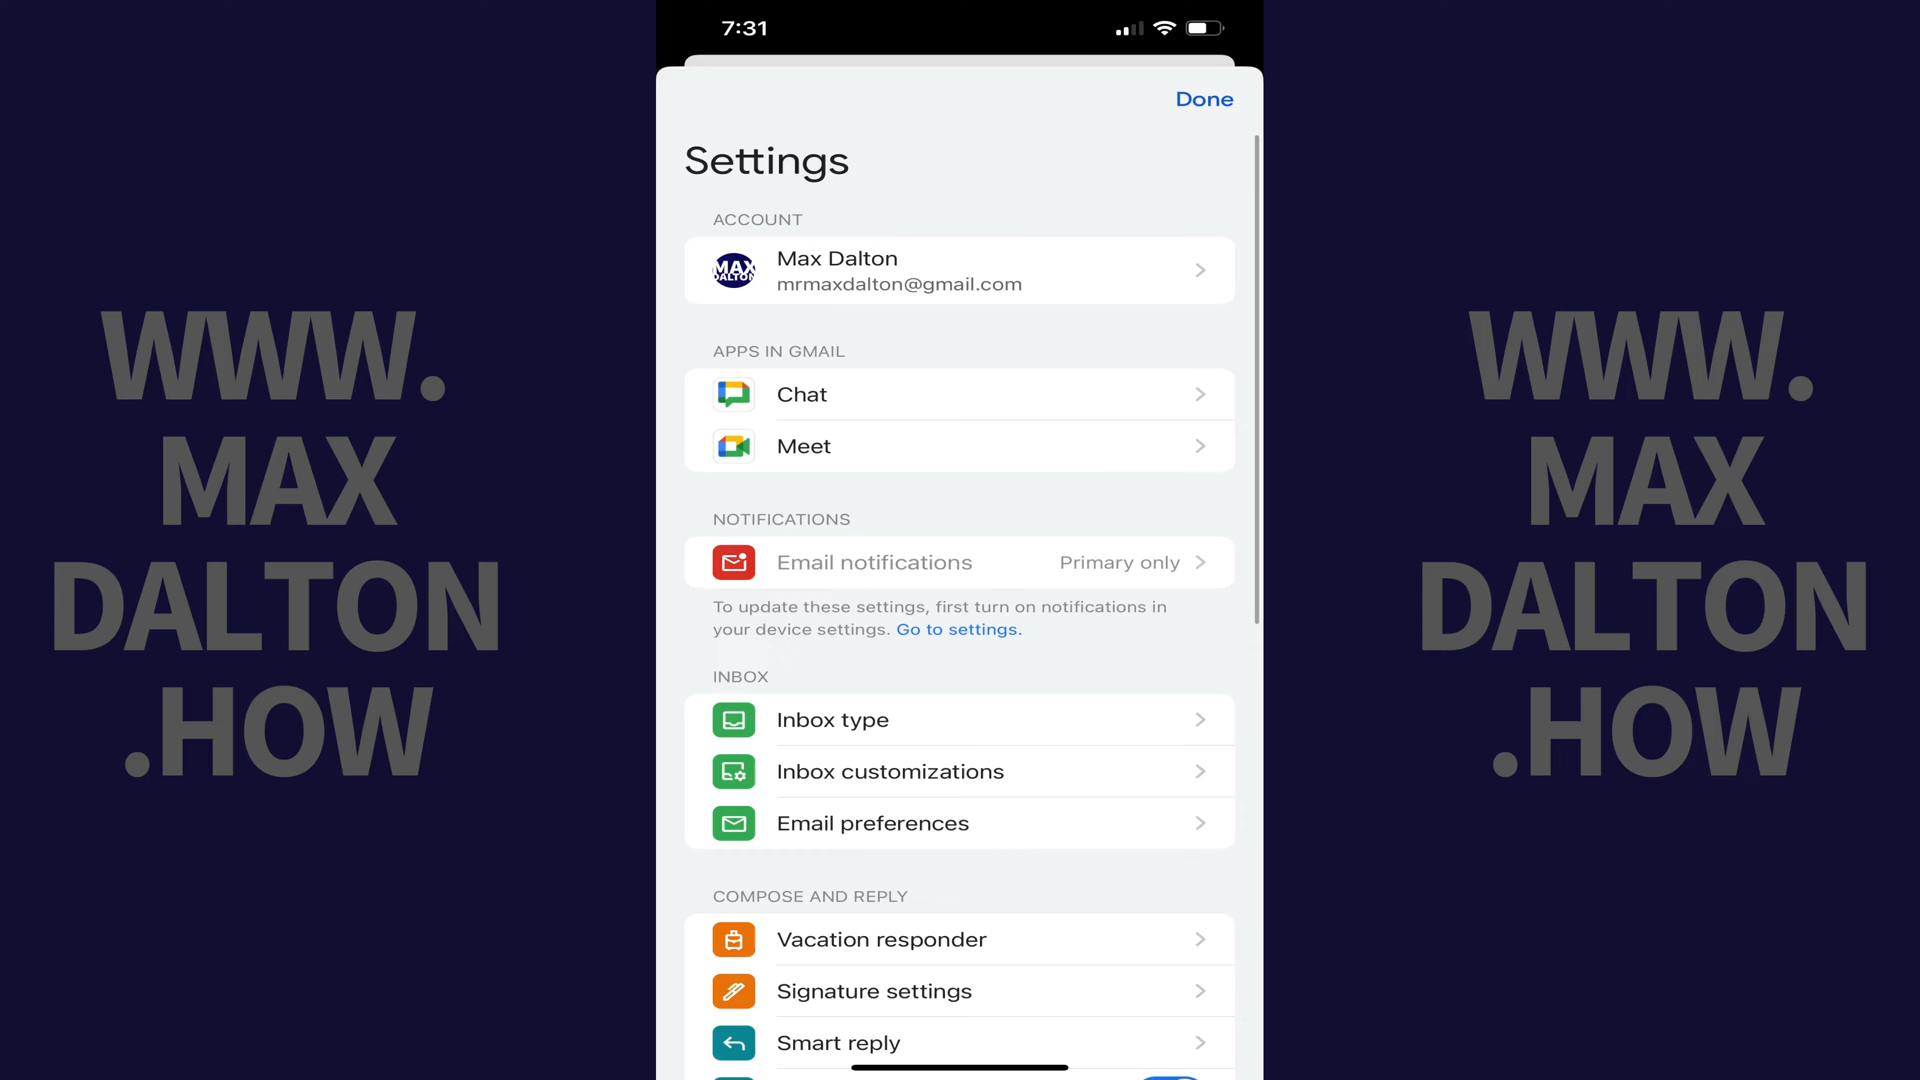 WWW.
MAX
DALTON
.HOW
7:31
Done
Settings
ACCOUNT
MAX
DALTON
Max Dalton
mrmaxdalton@gmail.com
APPS IN GMAIL
Chat
Meet
NOTIFICATIONS
Email notifications Primary only
To update these settings, first turn on notifications in
your device settings. Go to settings.
INBOX
Inbox type
Inbox customizations
Email preferences
COMPOSE AND REPLY
Vacation responder
Signature settings
Smart reply
WWW.
MAX
DALTON
.HOW